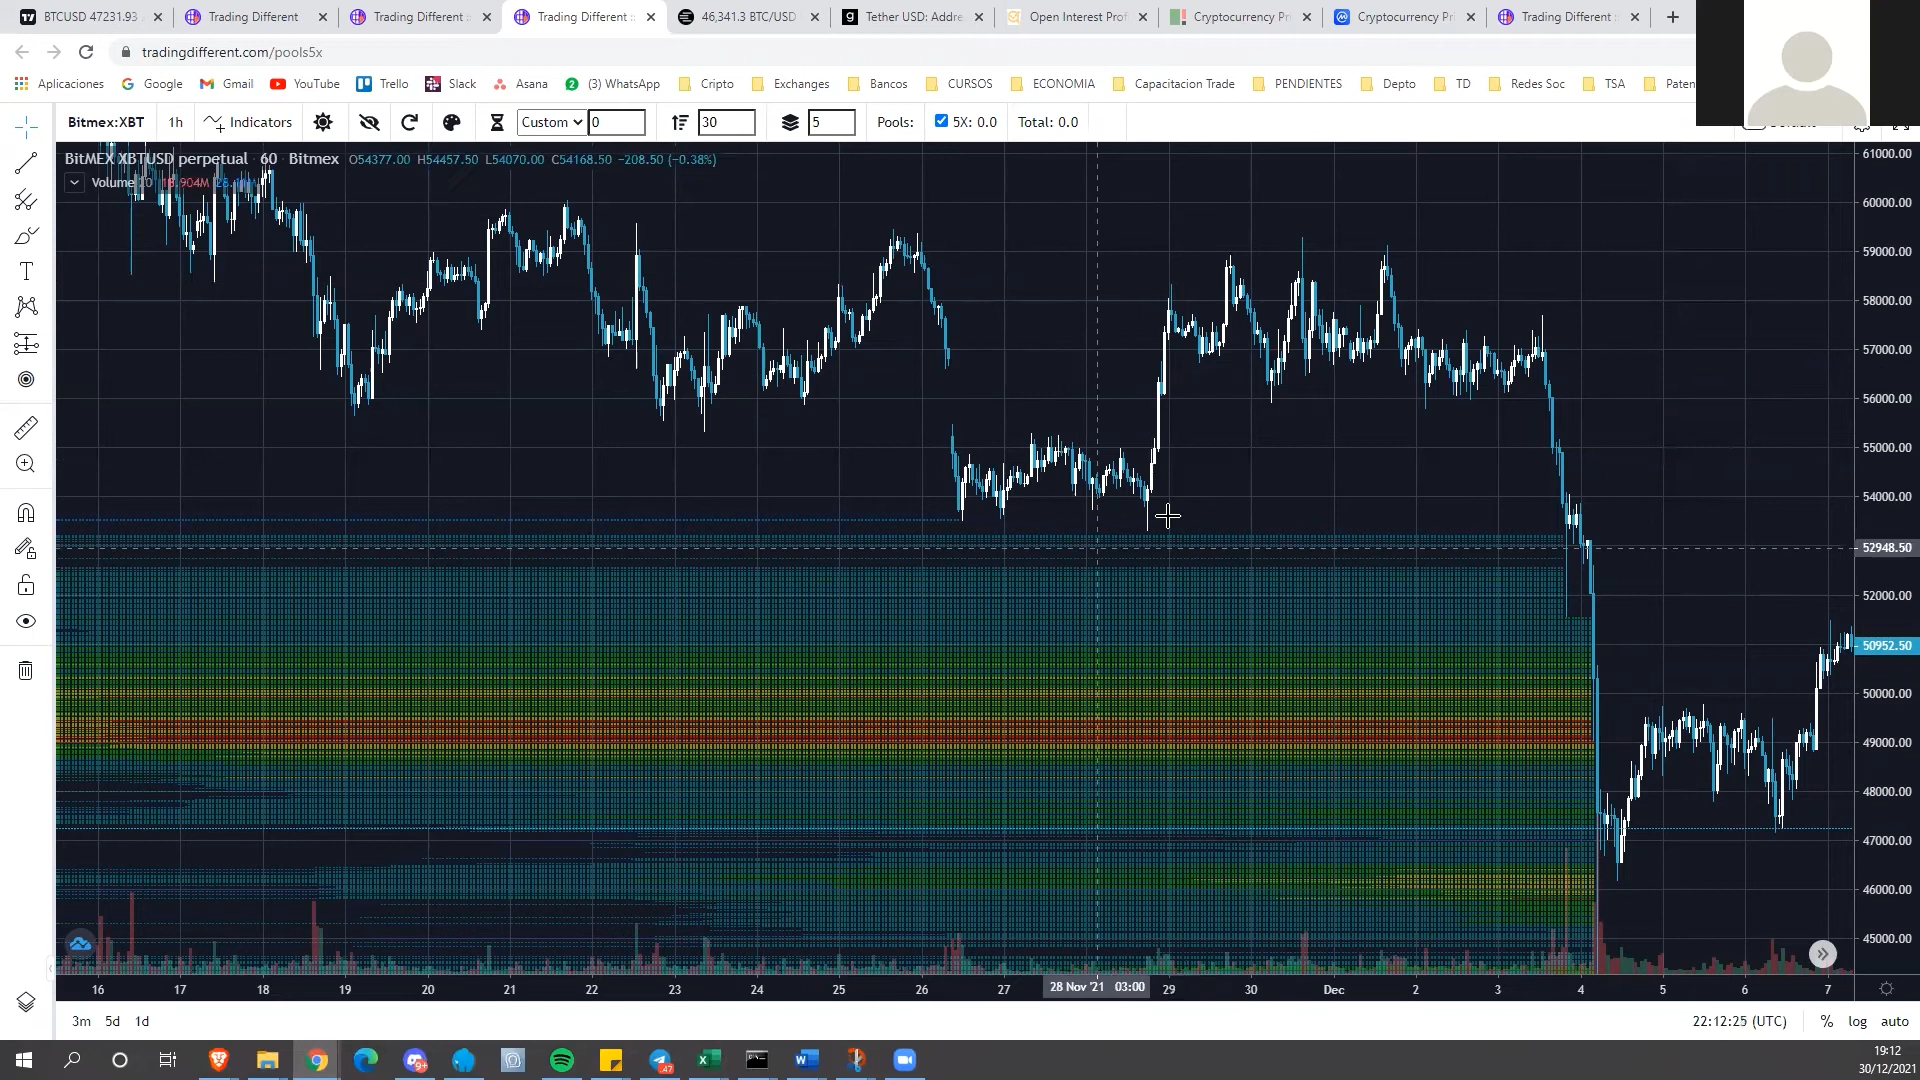 BTCUSD 47231.93
Trading Different
Trading Different :
Trading Different ::
46,341.3 BTC/USD
Tether USD: Addre
Open Interest Prof
Cryptocurrency Pri
Cryptocurrency Pri
Trading Different :
tradingdifferent.com/pools5x
Aplicaciones Google Gmail YouTube Trello Slack Asana (3) WhatsApp Cripto Exchanges Bancos CURSOS ECONOMIA Capacitacion Trade PENDIENTES Depto TD Redes Soc TSA Paten
Bitmex:XBT 1h Indicators Custom 0 30 5 Pools: 5X: 0.0 Total: 0.0
BitMEX XBTUSD perpetual · 60 · Bitmex O54377.00 H54457.50 L54070.00 C54168.50 −208.50 (−0.38%)
Volume 20
61000.00
60000.00
59000.00
58000.00
57000.00
56000.00
55000.00
54000.00
52948.50
52000.00
50952.50
50000.00
49000.00
48000.00
47000.00
46000.00
45000.00
16 17 18 19 20 21 22 23 24 25 26 27 28 Nov '21 03:00 29 30 Dec 2 3 4 5 6 7
3m 5d 1d 22:12:25 (UTC) % log auto
19:12
30/12/2021